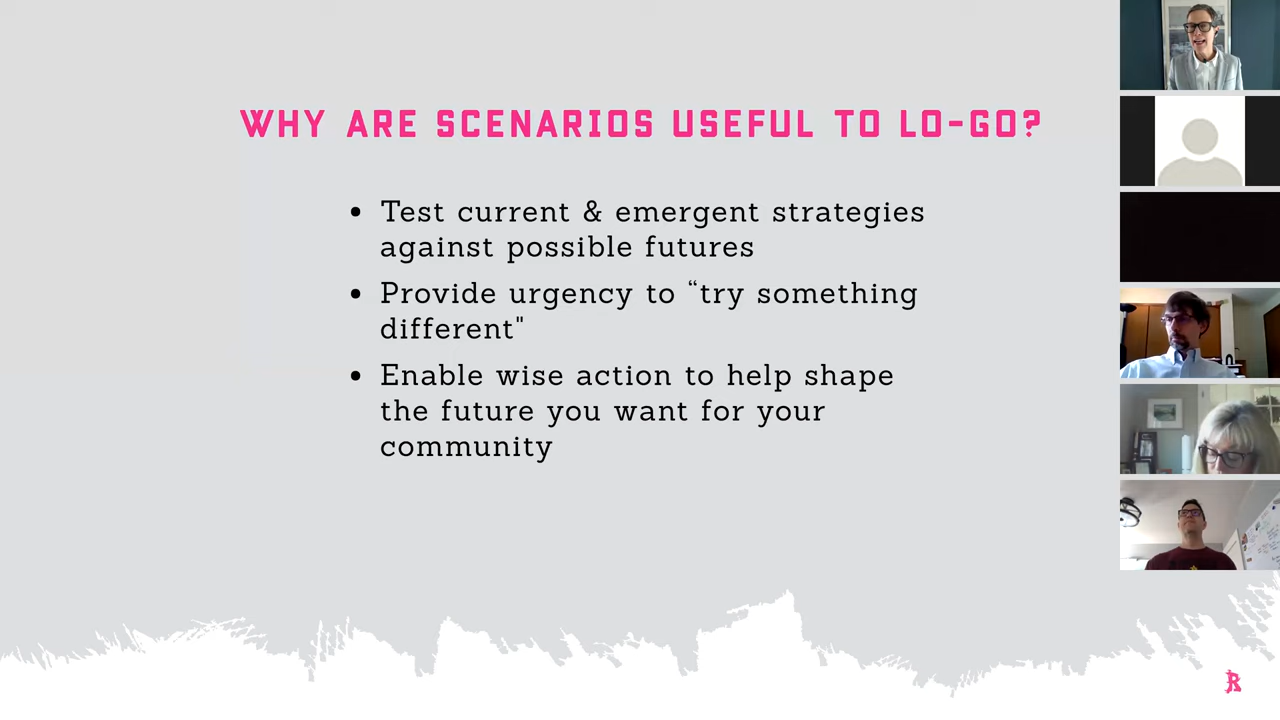 WHY ARE SCENARIOS USEFUL TO LO-GO?
• Test current & emergent strategies
against possible futures
• Provide urgency to “try something
different"
• Enable wise action to help shape
the future you want for your
community
R